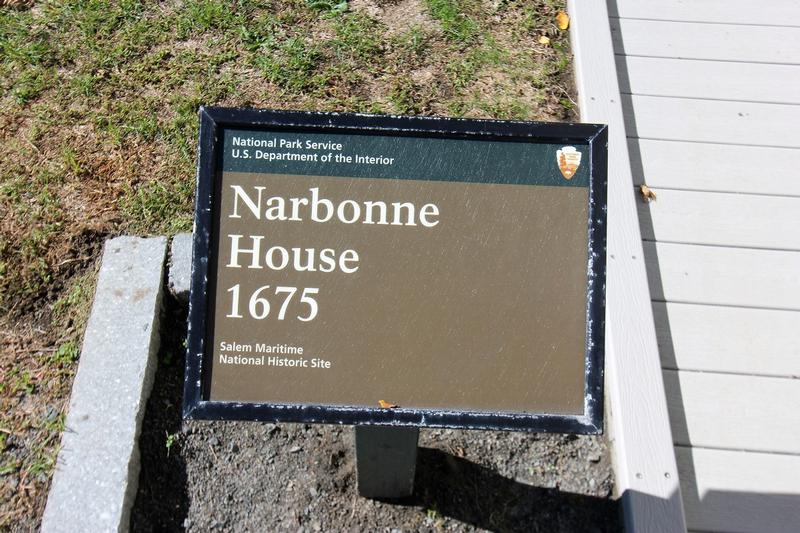 National Park Service
U.S. Department of the Interior
Narbonne
House
1675
Salem Maritime
National Historic Site